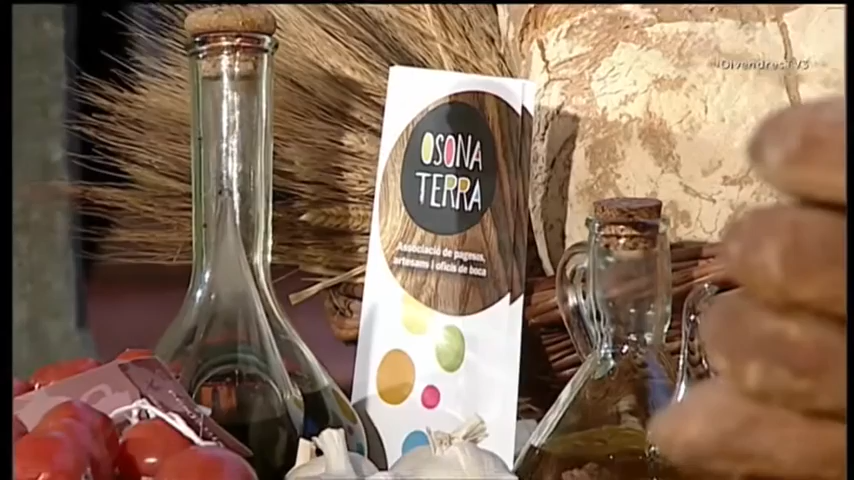 Divendres TV3
OSONA
TERRA
Associació de pagesos,
artesans i oficis de boca